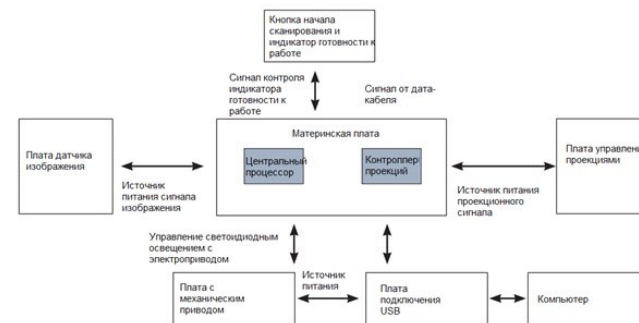 Кнопка начала
сканирования и
индикатор готовности к
работе
Сигнал контроля
индикатора
готовности к
работе
Сигнал от дата-
кабеля
Материнская плата
Плата датчика
изображения
Центральный
процессор
Контроллер
проекций
Плата управлени
проекциями
Источник
питания сигнала
изображения
Источник питания
проекционного
сигнала
Управление светоидиодным
освещением с
электроприводом
Плата с
механическим
приводом
Источник
питания
Плата
подключения
USB
Компьютер